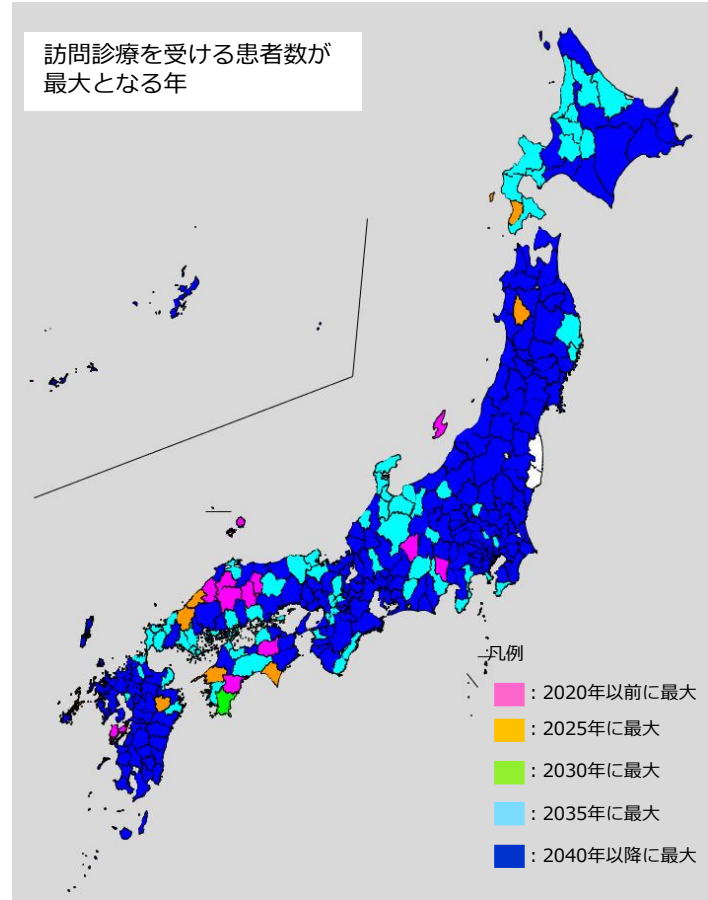 訪問診療を受ける患者数が
最大となる年
凡例
：2020年以前に最大
：2025年に最大
：2030年に最大
：2035年に最大
：2040年以降に最大